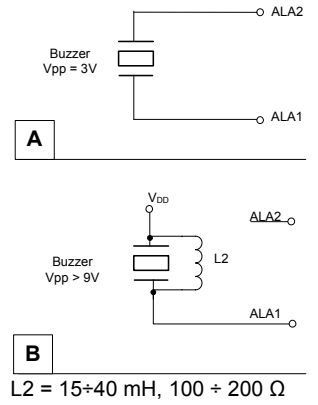 ALA2
Buzzer
Vpp = 3V
ALA1
A
VDD
ALA2
Buzzer
Vpp > 9V
L2
ALA1
B
L2 = 15÷40 mH, 100 ÷ 200 Ω